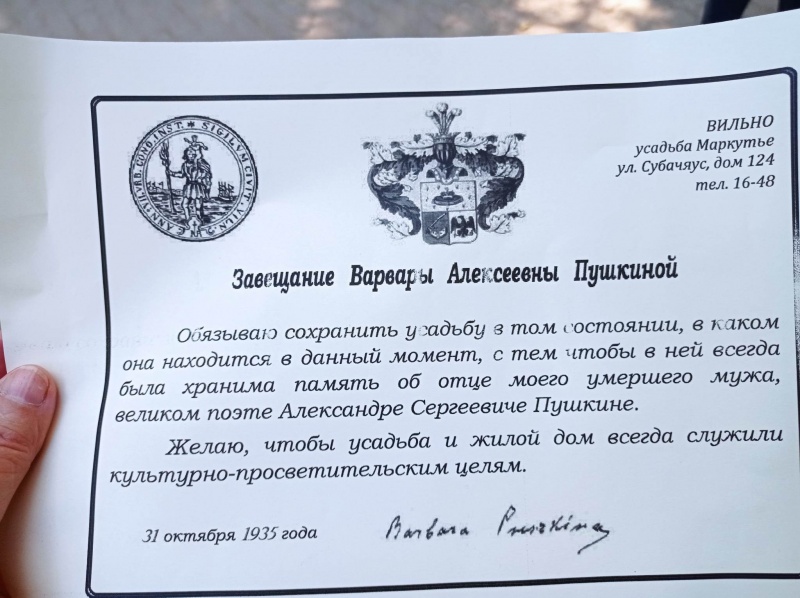 SIGILVM CIVIT VILN
ВИЛЬНО
усадьба Маркутье
ул. Субачяус, дом 124
тел. 16-48
Завещание Варвары Алексеевны Пушкиной
Обязываю сохранить усадьбу в том состоянии, в каком
она находится в данный момент, с тем чтобы в ней всегда
была хранима память об отце моего умершего мужа,
великом поэте Александре Сергеевиче Пушкине.
Желаю, чтобы усадьба и жилой дом всегда служили
культурно-просветительским целям.
31 октября 1935 года
Barbara Puszkina